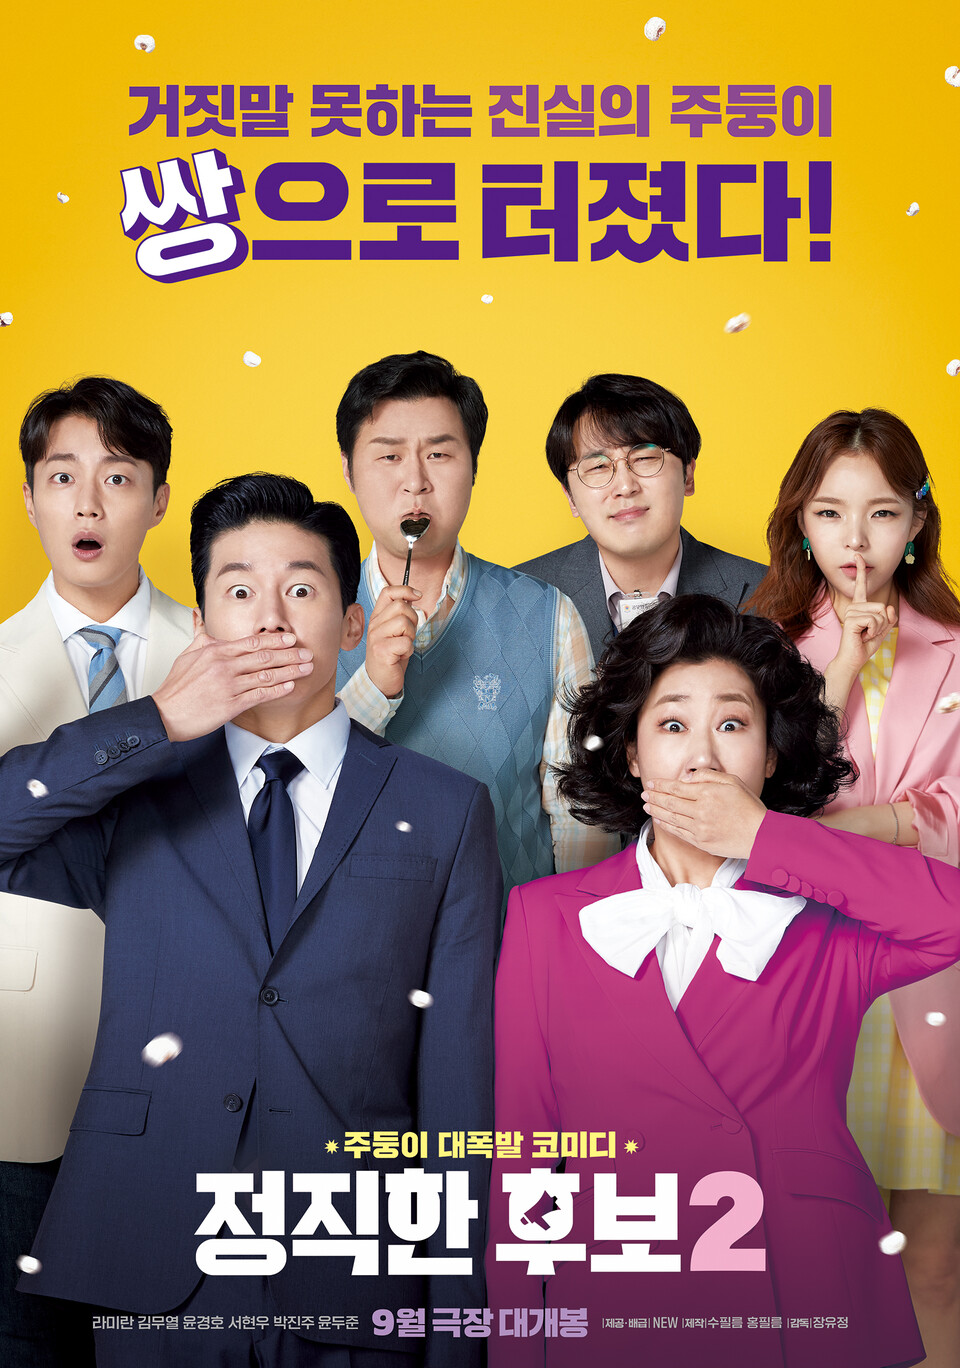 거짓말 못하는 진실의 주둥이
쌍으로 터졌다!
주둥이 대폭발 코미디
정직한 후보2
라미란 김무열 윤경호 서현우 박진주 윤두준 9월 극장 대개봉 |제공·배급| NEW |제작| 수필름 홍필름 |감독| 장유정